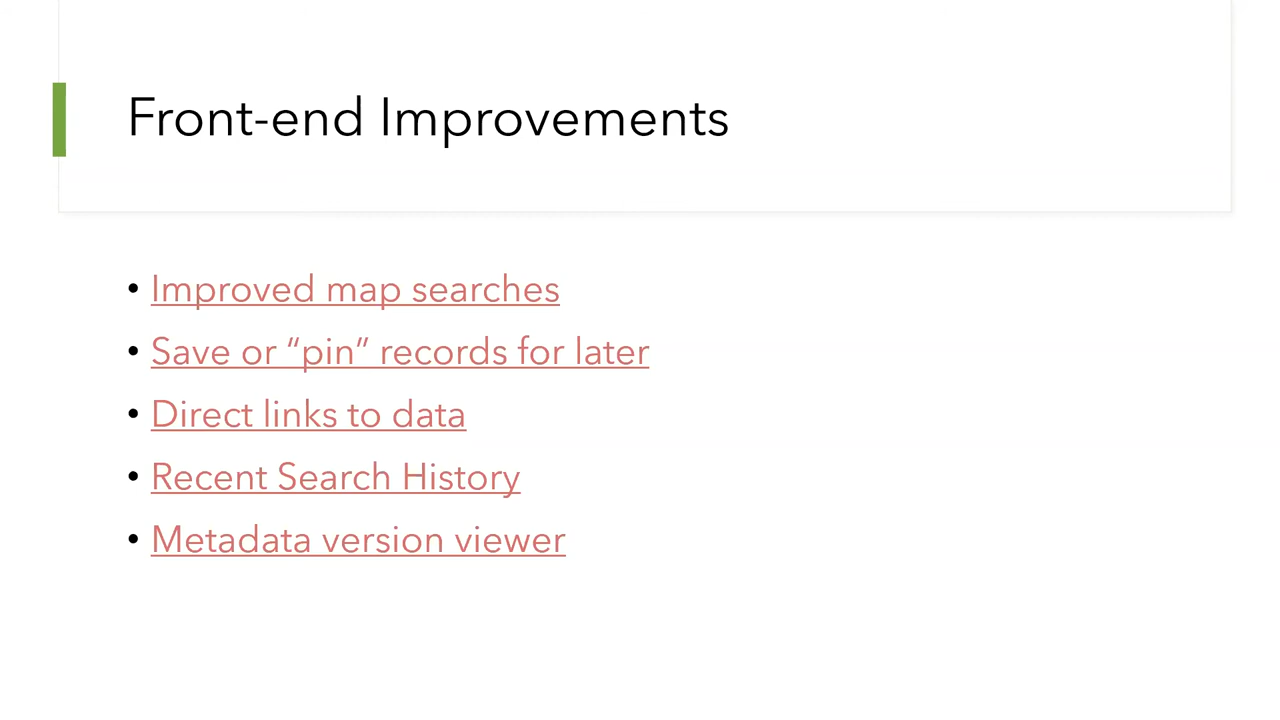 Front-end Improvements
• Improved map searches
• Save or “pin” records for later
• Direct links to data
• Recent Search History
• Metadata version viewer